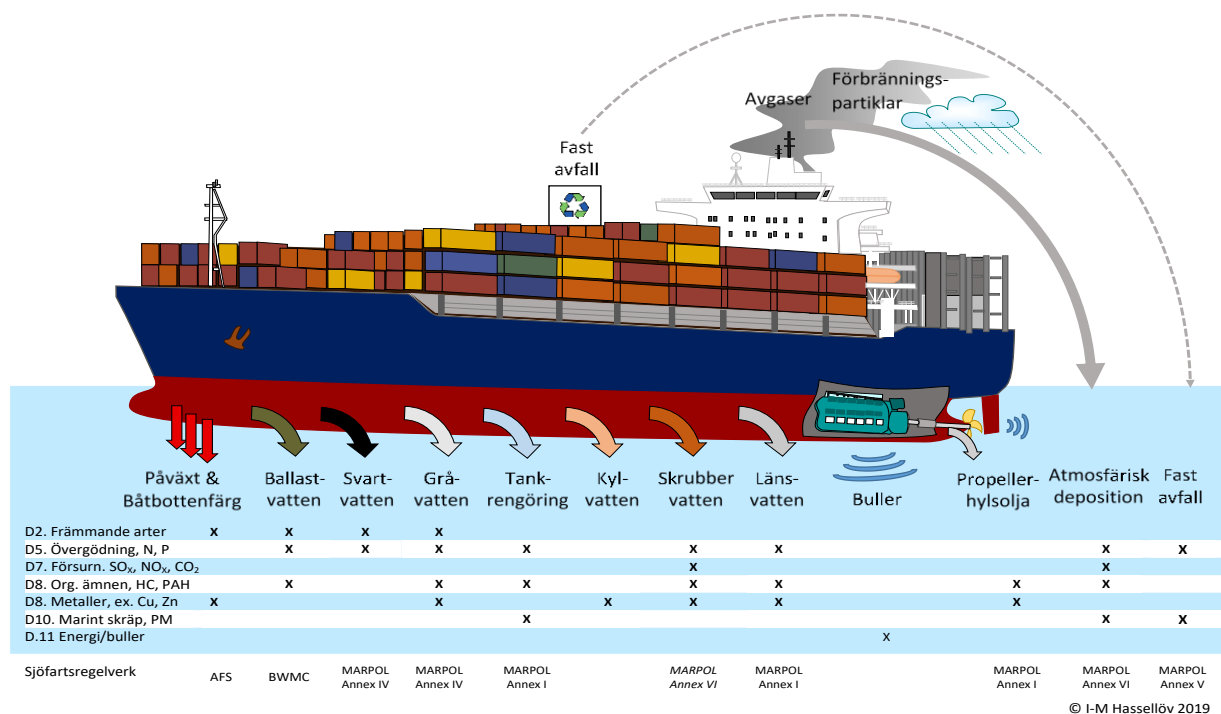 Avgaser
Förbrännings-
partiklar
Fast
avfall
Påväxt &
Båtbottenfärg
Ballast-
vatten
Svart-
vatten
Grå-
vatten
Tank-
rengöring
Kyl-
vatten
Skrubber
vatten
Läns-
vatten
Buller
Propeller-
hylsolja
Atmosfärisk
deposition
Fast
avfall
D2. Främmande arter x x x x
D5. Övergödning, N, P x x x x x x x x
D7. Försurn. SOₓ, NOₓ, CO₂ x x
D8. Org. ämnen, HC, PAH x x x x x x x
D8. Metaller, ex. Cu, Zn x x x x x x
D10. Marint skräp, PM x x x
D.11 Energi/buller x
Sjöfartsregelverk
AFS
BWMC
MARPOL
Annex IV
MARPOL
Annex IV
MARPOL
Annex I
MARPOL
Annex VI
MARPOL
Annex I
MARPOL
Annex I
MARPOL
Annex VI
MARPOL
Annex V
© I-M Hassellöv 2019